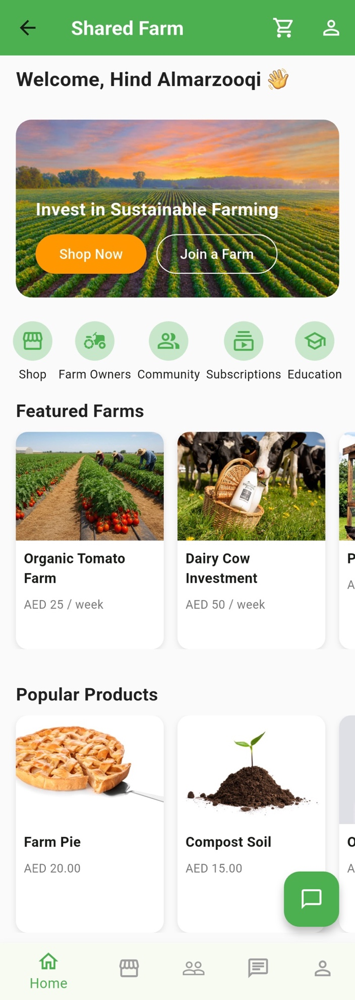 Shared Farm
Welcome, Hind Almarzooqi 👋
Invest in Sustainable Farming
Shop Now
Join a Farm
Shop
Farm Owners
Community
Subscriptions
Education
Featured Farms
Organic Tomato
Farm
AED 25 / week
Dairy Cow
Investment
AED 50 / week
P
A
Popular Products
Farm Pie
AED 20.00
Compost Soil
AED 15.00
A
Home